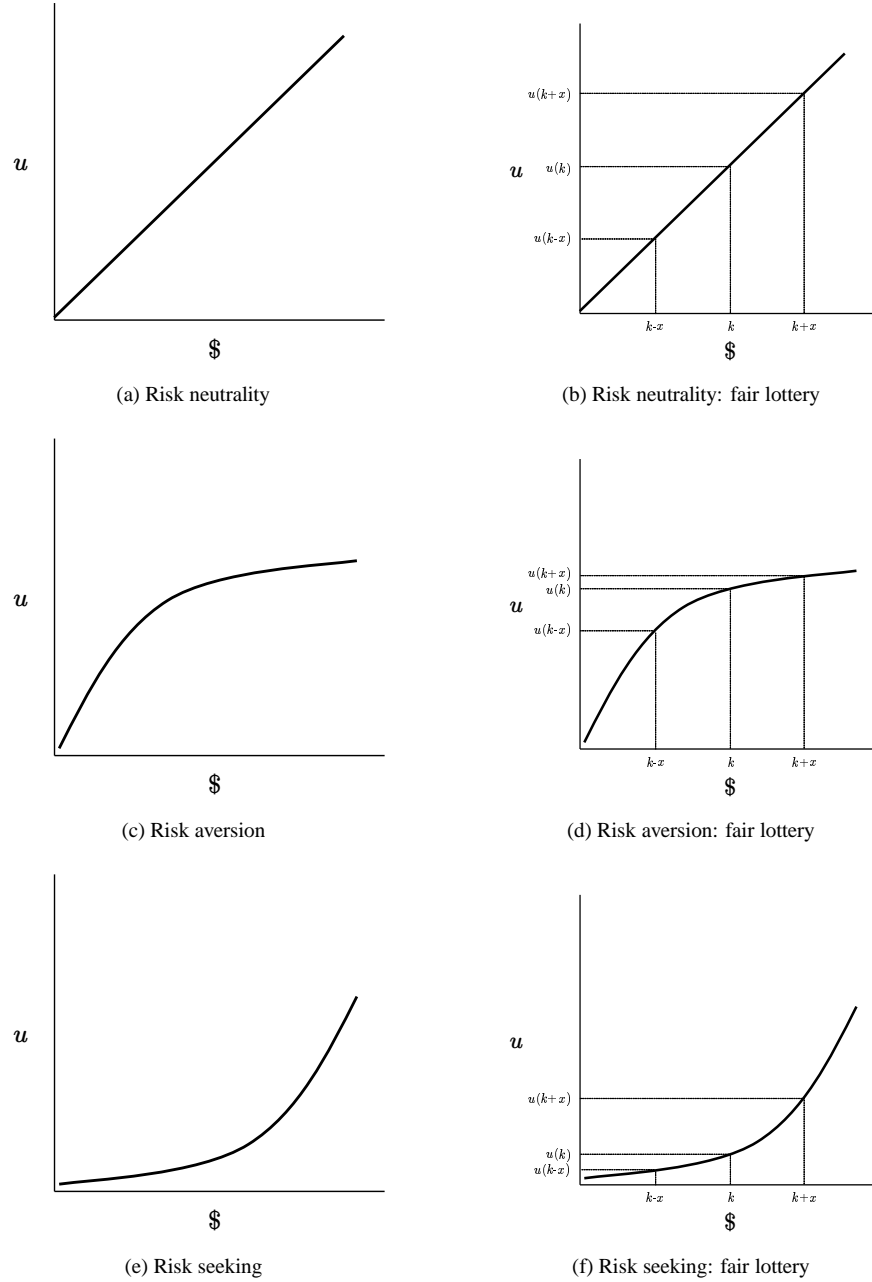 u
$
(a) Risk neutrality
u
u(k+x)
u(k)
u(k-x)
k-x k k+x
$
(b) Risk neutrality: fair lottery
u
$
(c) Risk aversion
u
u(k+x)
u(k)
u(k-x)
k-x k k+x
$
(d) Risk aversion: fair lottery
u
$
(e) Risk seeking
u
u(k+x)
u(k)
u(k-x)
k-x k k+x
$
(f) Risk seeking: fair lottery